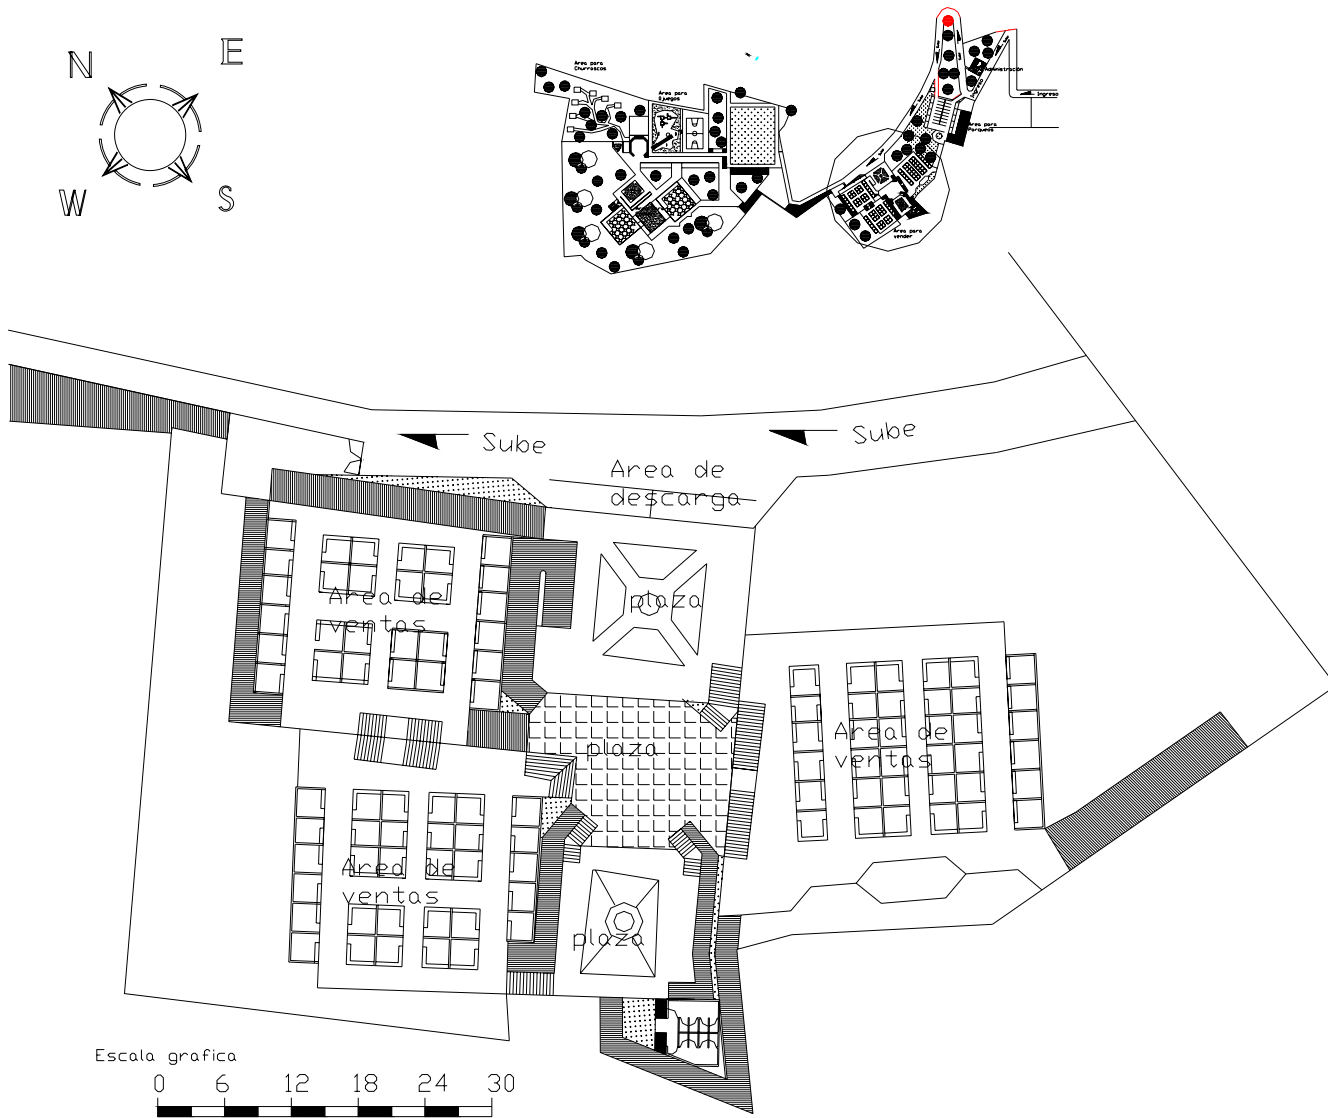 N
E
W
S
Area para
Churrascos
Area para
Juegos
Administración
Ingreso
Area para
Parqueos
Area para
vender
Sube
Sube
Area de
descarga
Area de
ventas
plaza
plaza
Area de
ventas
Area de
ventas
plaza
Escala grafica
0 6 12 18 24 30